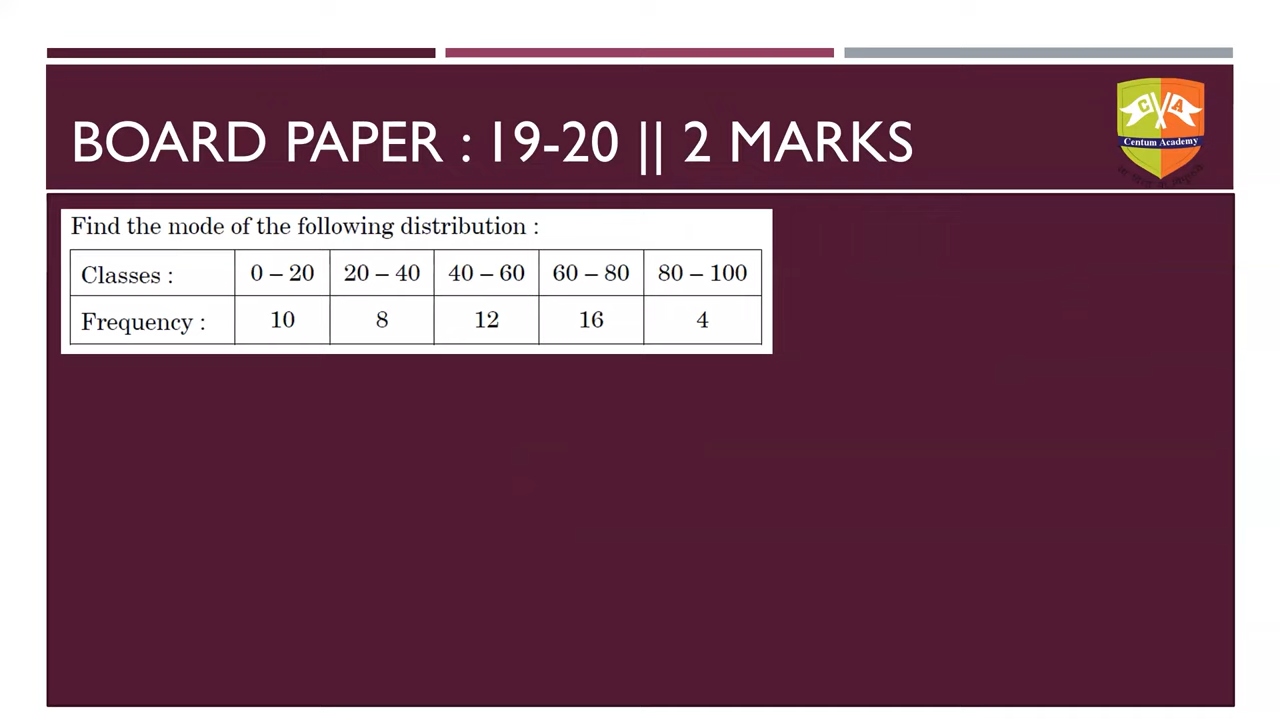 BOARD PAPER : 19-20 || 2 MARKS
C A
Centum Academy
Find the mode of the following distribution :
Classes : 0 – 20 20 – 40 40 – 60 60 – 80 80 – 100
Frequency : 10 8 12 16 4